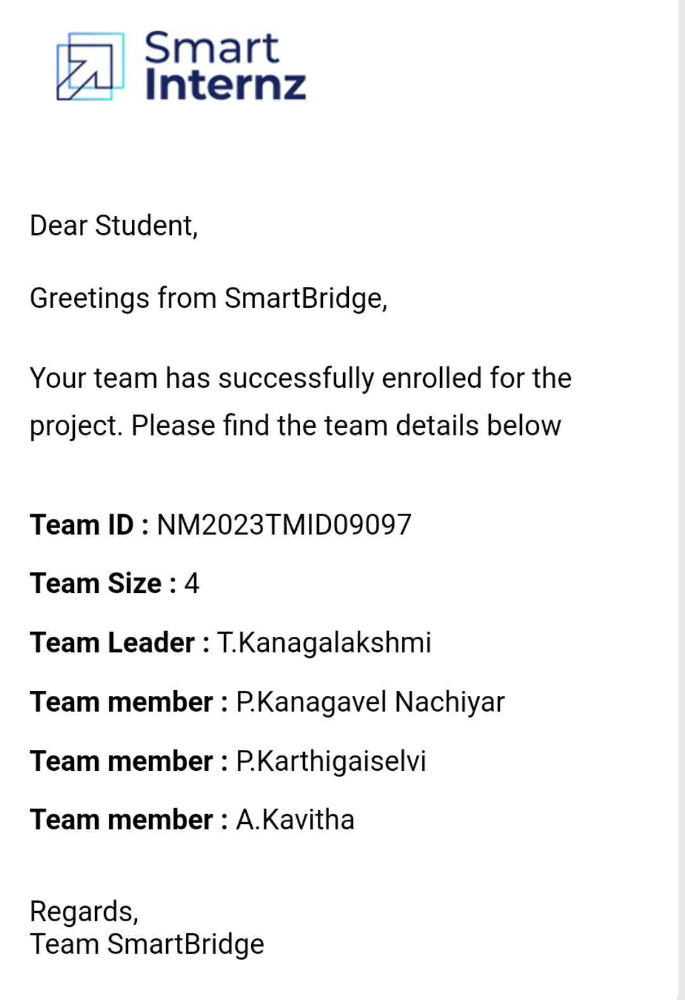 Smart
Internz
Dear Student,
Greetings from SmartBridge,
Your team has successfully enrolled for the
project. Please find the team details below
Team ID : NM2023TMID09097
Team Size : 4
Team Leader : T.Kanagalakshmi
Team member : P.Kanagavel Nachiyar
Team member : P.Karthigaiselvi
Team member : A.Kavitha
Regards,
Team SmartBridge